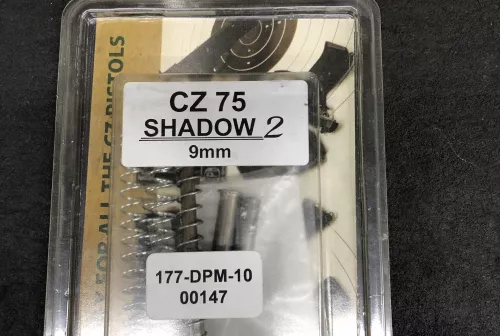 CZ 75
SHADOW 2
9mm
177-DPM-10
00147
FOR ALL THE CZ PISTOLS